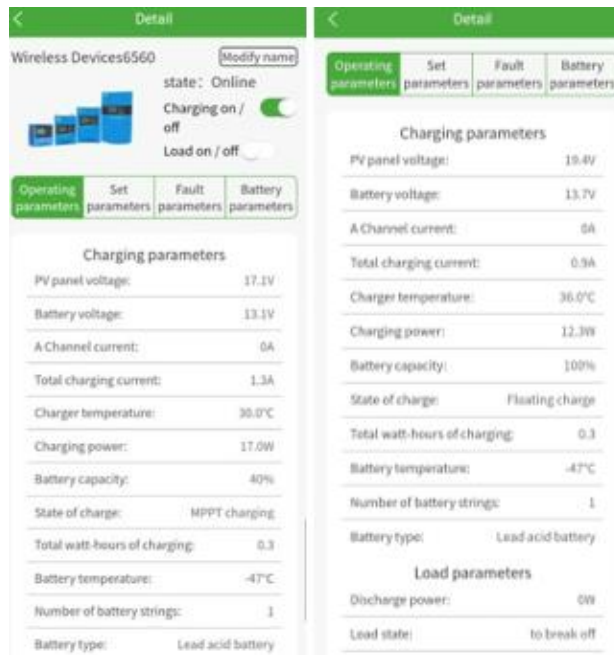 Detail
Wireless Devices6560
Modify name
state: Online
Charging on /
off
Load on / off
Operating parameters
Set parameters
Fault parameters
Battery parameters
Charging parameters
PV panel voltage: 17.1V
Battery voltage: 13.1V
A Channel current: 0A
Total charging current: 1.3A
Charger temperature: 30.0°C
Charging power: 17.0W
Battery capacity: 40%
State of charge: MPPT charging
Total watt-hours of charging: 0.3
Battery temperature: -47°C
Number of battery strings: 1
Battery type: Lead acid battery
Detail
Operating parameters
Set parameters
Fault parameters
Battery parameters
Charging parameters
PV panel voltage: 19.4V
Battery voltage: 13.7V
A Channel current: 0A
Total charging current: 0.9A
Charger temperature: 36.0°C
Charging power: 12.3W
Battery capacity: 100%
State of charge: Floating charge
Total watt-hours of charging: 0.3
Battery temperature: -47°C
Number of battery strings: 1
Battery type: Lead acid battery
Load parameters
Discharge power: 0W
Load state: to break off